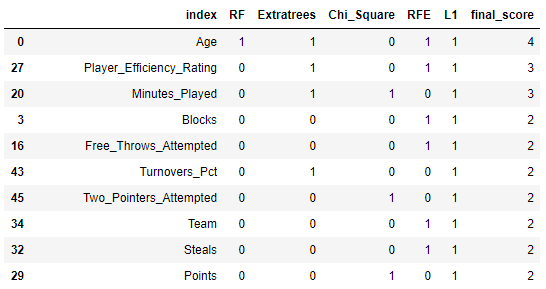 index RF Extratrees Chi_Square RFE L1 final_score
0 Age 1 1 0 1 1 4
27 Player_Efficiency_Rating 0 1 0 1 1 3
20 Minutes_Played 0 1 1 0 1 3
3 Blocks 0 0 0 1 1 2
16 Free_Throws_Attempted 0 0 0 1 1 2
43 Turnovers_Pct 0 1 0 0 1 2
45 Two_Pointers_Attempted 0 0 1 0 1 2
34 Team 0 0 0 1 1 2
32 Steals 0 0 0 1 1 2
29 Points 0 0 1 0 1 2